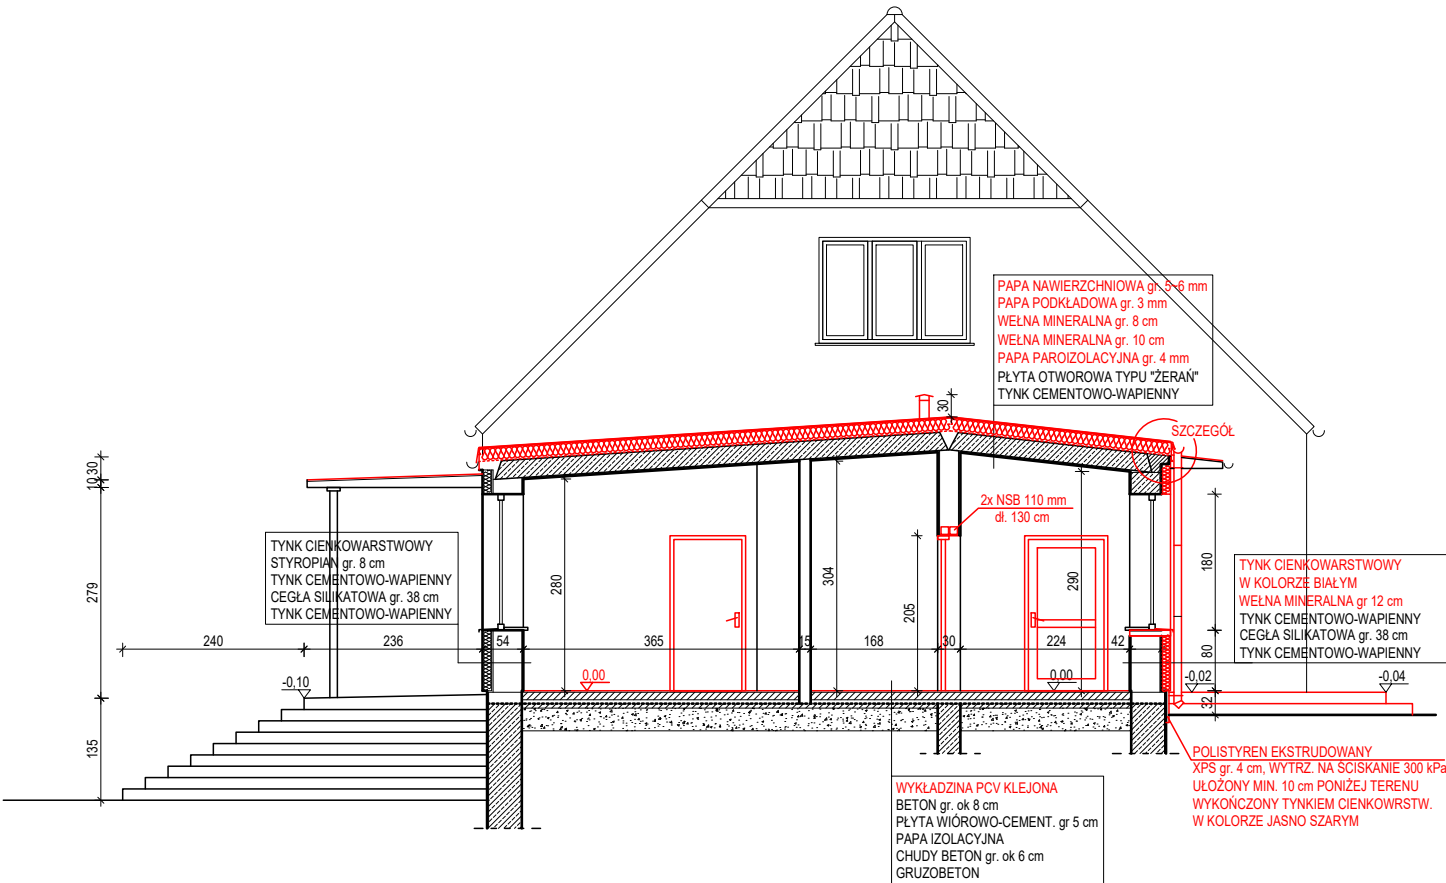 PAPA NAWIERZCHNIOWA gr. 5-6 mm
PAPA PODKŁADOWA gr. 3 mm
WEŁNA MINERALNA gr. 8 cm
WEŁNA MINERALNA gr. 10 cm
PAPA PAROIZOLACYJNA gr. 4 mm
PŁYTA OTWOROWA TYPU "ŻERAŃ"
TYNK CEMENTOWO-WAPIENNY
30
SZCZEGÓŁ
30
10
2x NSB 110 mm
dł. 130 cm
TYNK CIENKOWARSTWOWY
STYROPIAN gr. 8 cm
TYNK CEMENTOWO-WAPIENNY
CEGŁA SILIKATOWA gr. 38 cm
TYNK CEMENTOWO-WAPIENNY
279
280
304
205
290
180
TYNK CIENKOWARSTWOWY
W KOLORZE BIAŁYM
WEŁNA MINERALNA gr 12 cm
TYNK CEMENTOWO-WAPIENNY
CEGŁA SILIKATOWA gr. 38 cm
TYNK CEMENTOWO-WAPIENNY
240
236
54
365
15
168
30
224
42
80
-0,10
0,00
0,00
-0,02
-0,04
32
135
POLISTYREN EKSTRUDOWANY
XPS gr. 4 cm, WYTRZ. NA ŚCISKANIE 300 kPa
UŁOŻONY MIN. 10 cm PONIŻEJ TERENU
WYKOŃCZONY TYNKIEM CIENKOWRSTW.
W KOLORZE JASNO SZARYM
WYKŁADZINA PCV KLEJONA
BETON gr. ok 8 cm
PŁYTA WIÓROWO-CEMENT. gr 5 cm
PAPA IZOLACYJNA
CHUDY BETON gr. ok 6 cm
GRUZOBETON